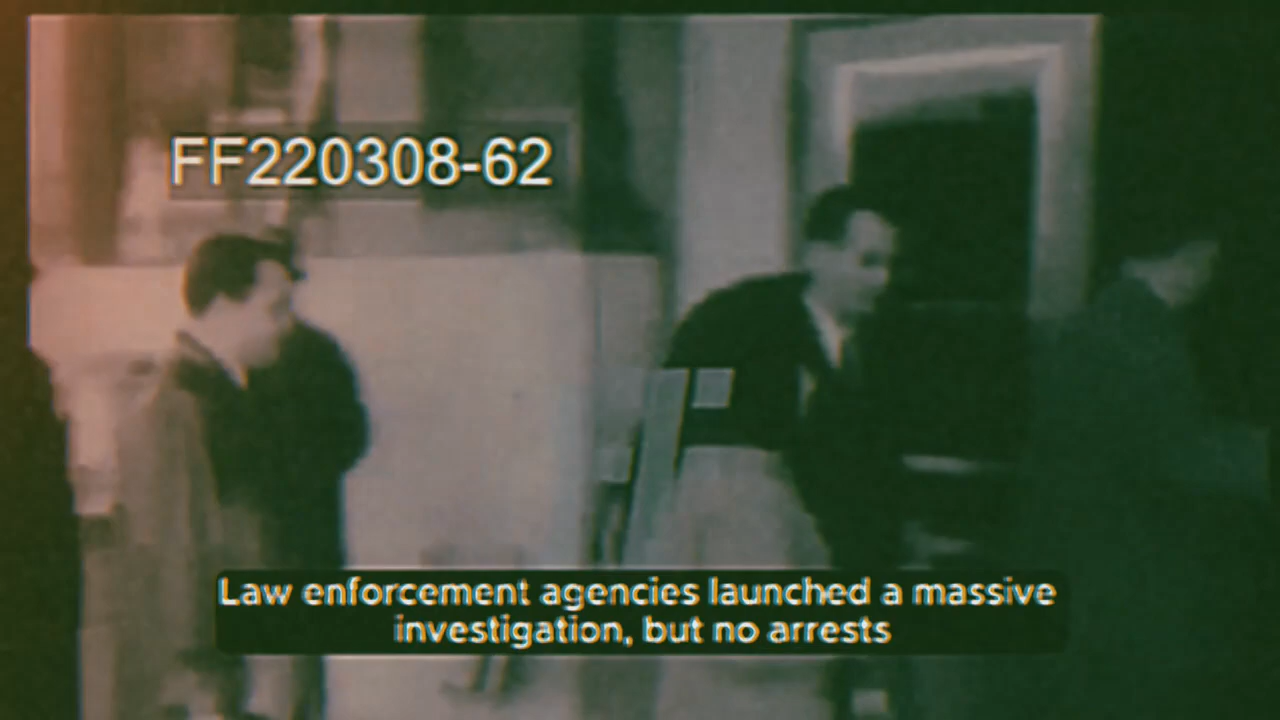 FF220308-62
Law enforcement agencies launched a massive
investigation, but no arrests